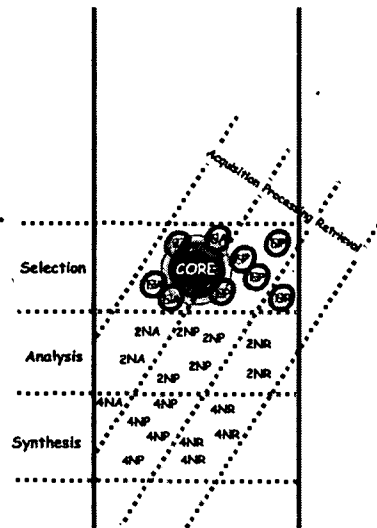 Acquisition Processing Retrieval
Selection
CORE
Analysis
2NA 2NP 2NP 2NR
2NA 2NP 2NP 2NR
4NA 4NP 4NR
4NP
Synthesis
4NP 4NR 4NR
4NP 4NR